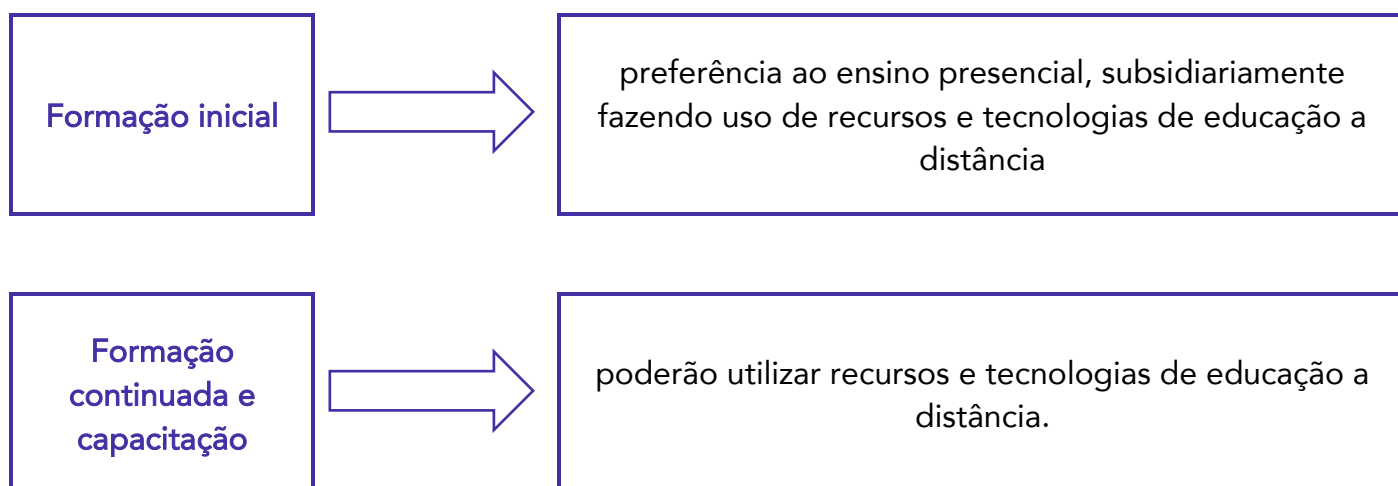 Formação inicial
preferência ao ensino presencial, subsidiariamente
fazendo uso de recursos e tecnologias de educação a
distância
Formação
continuada e
capacitação
poderão utilizar recursos e tecnologias de educação a
distância.